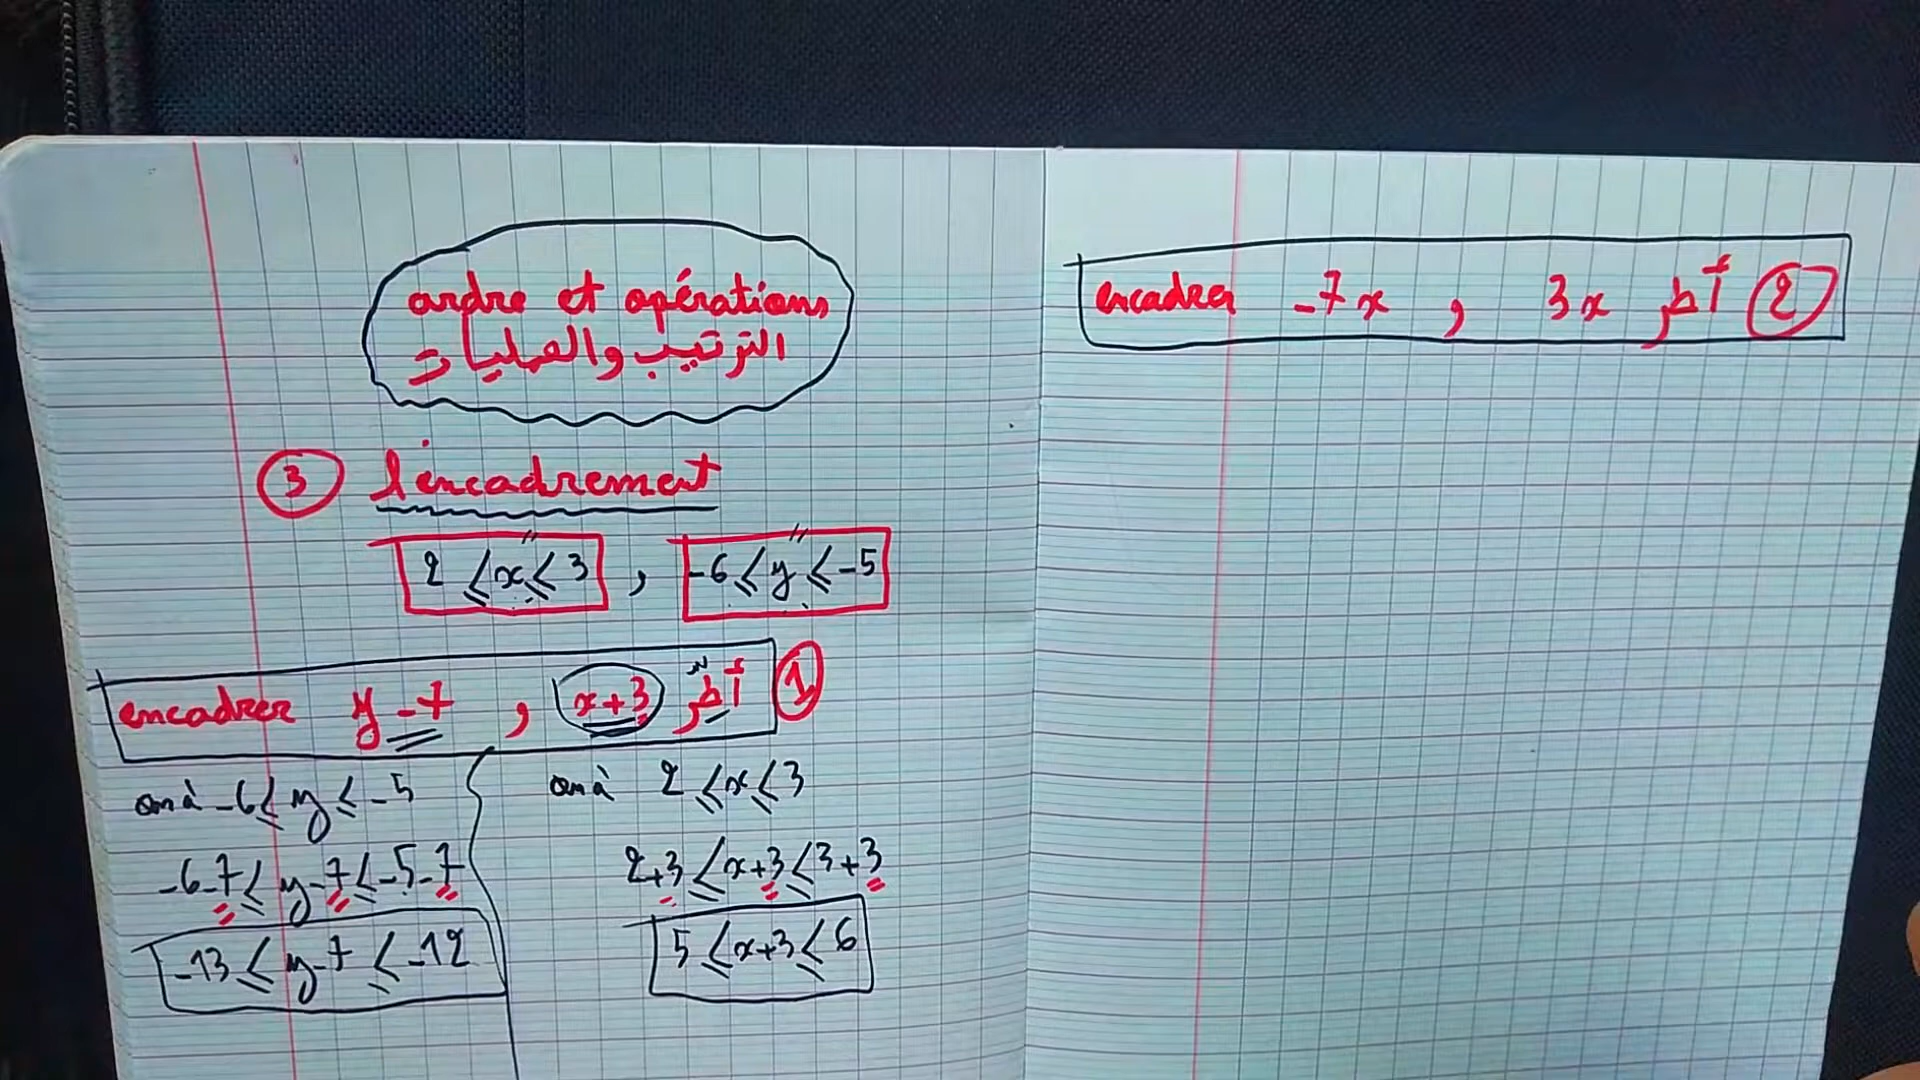 ordre et opérations
الترتيب والعمليات
3 l'encadrement
2 ⩽ x ⩽ 3 , -6 ⩽ y ⩽ -5
encadrer y-7 , x+3 أطر 1
on à -6 ⩽ y ⩽ -5
-6-7 ⩽ y-7 ⩽ -5-7
-13 ⩽ y-7 ⩽ -12
on à 2 ⩽ x ⩽ 3
2+3 ⩽ x+3 ⩽ 3+3
5 ⩽ x+3 ⩽ 6
encadrer -7x , 3x أطر 2